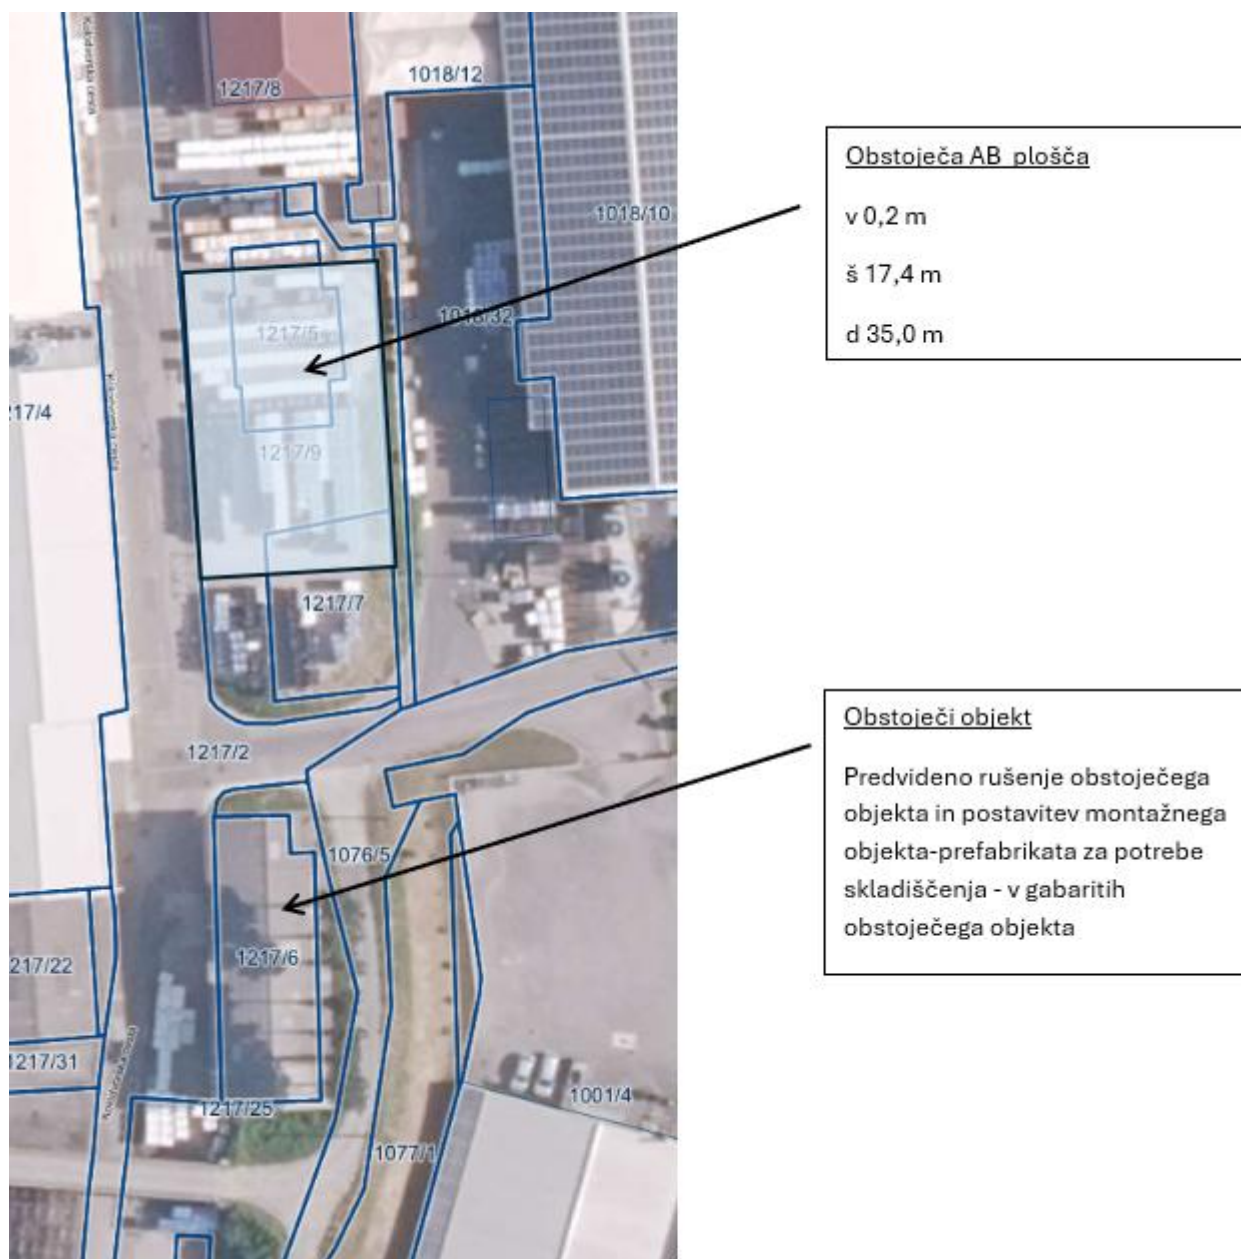 1217/8
1018/12
1018/10
1217/5
1018/32
17/4
1217/9
1217/7
1217/2
1076/5
1217/6
217/22
1217/31
1217/25
1001/4
1077/1
Obstoječa AB plošča
v 0,2 m
š 17,4 m
d 35,0 m
Obstoječi objekt
Predvideno rušenje obstoječega
objekta in postavitev montažnega
objekta-prefabrikata za potrebe
skladiščenja - v gabaritih
obstoječega objekta